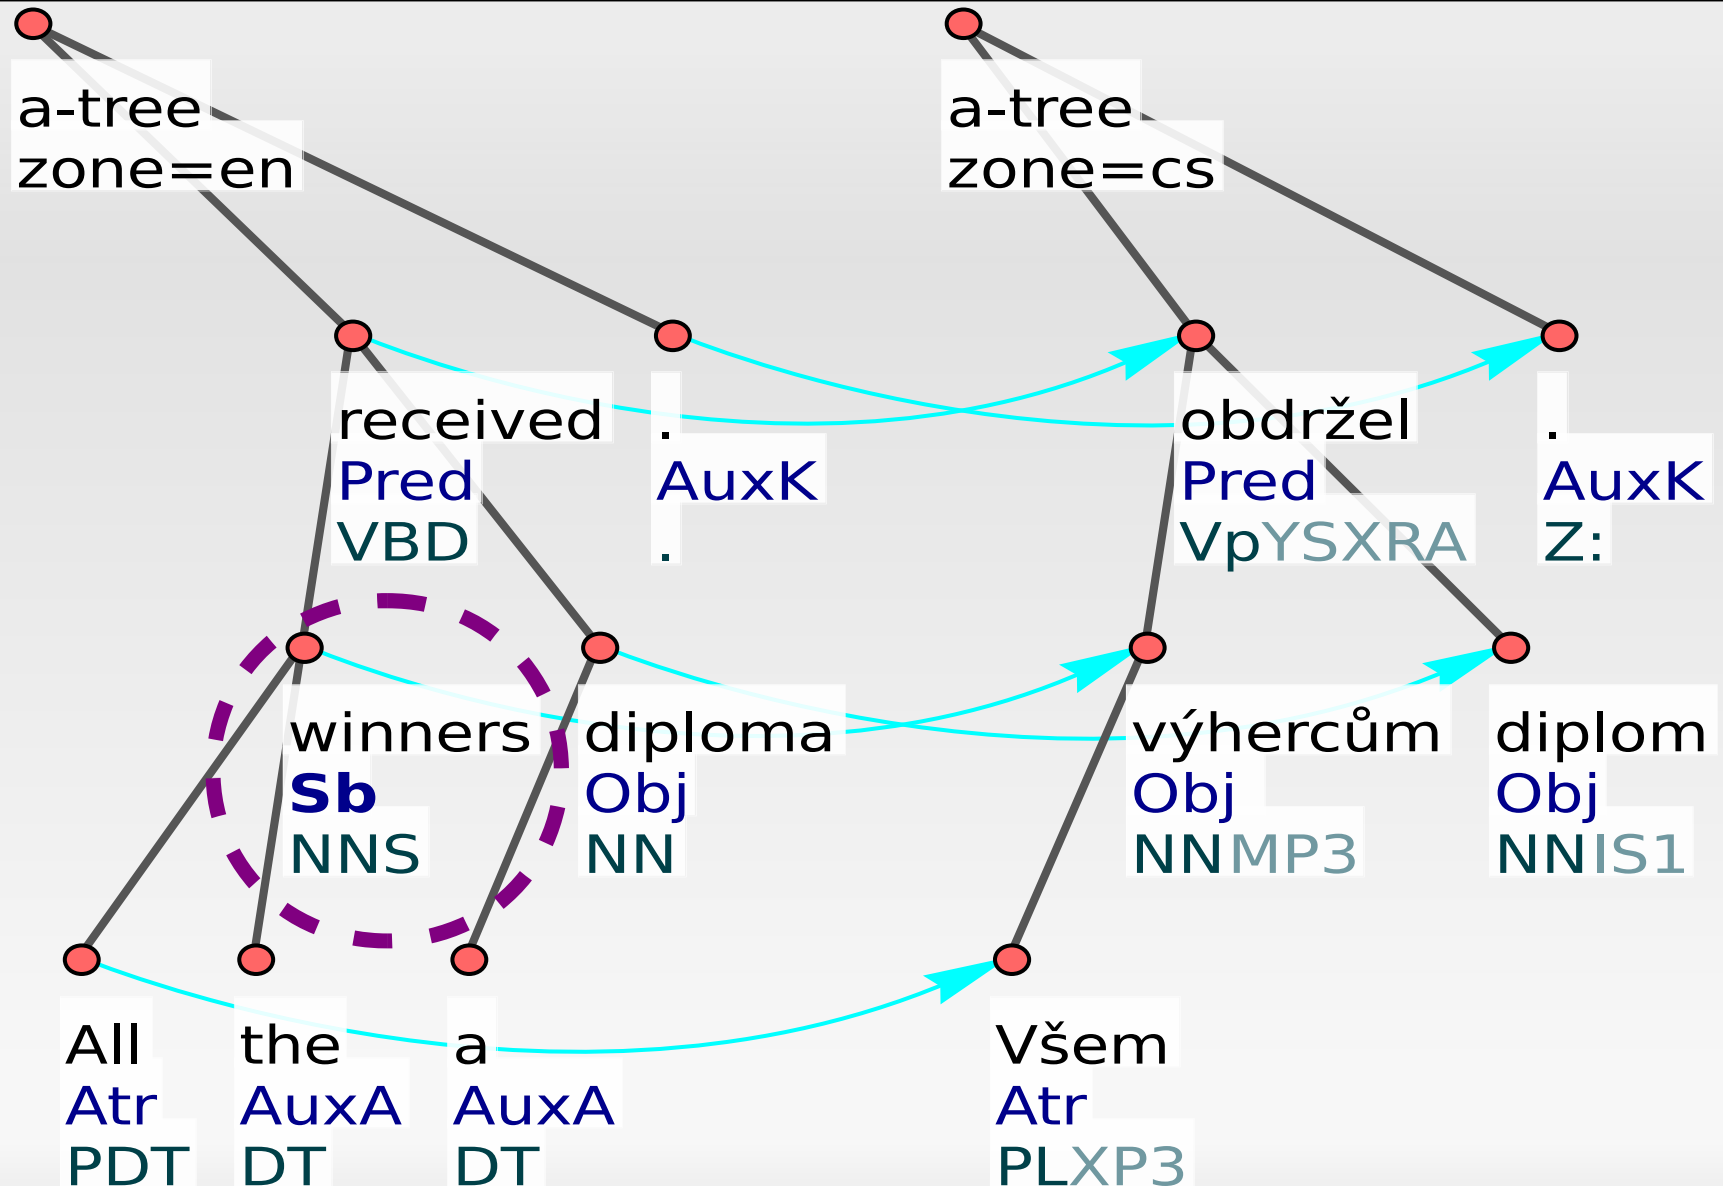 a-tree
zone=en
a-tree
zone=cs
received
Pred
VBD
.
AuxK
.
obdržel
Pred
VpYSXRA
.
AuxK
Z:
winners
Sb
NNS
diploma
Obj
NN
výhercům
Obj
NNMP3
diplom
Obj
NNIS1
All
Atr
PDT
the
AuxA
DT
a
AuxA
DT
Všem
Atr
PLXP3